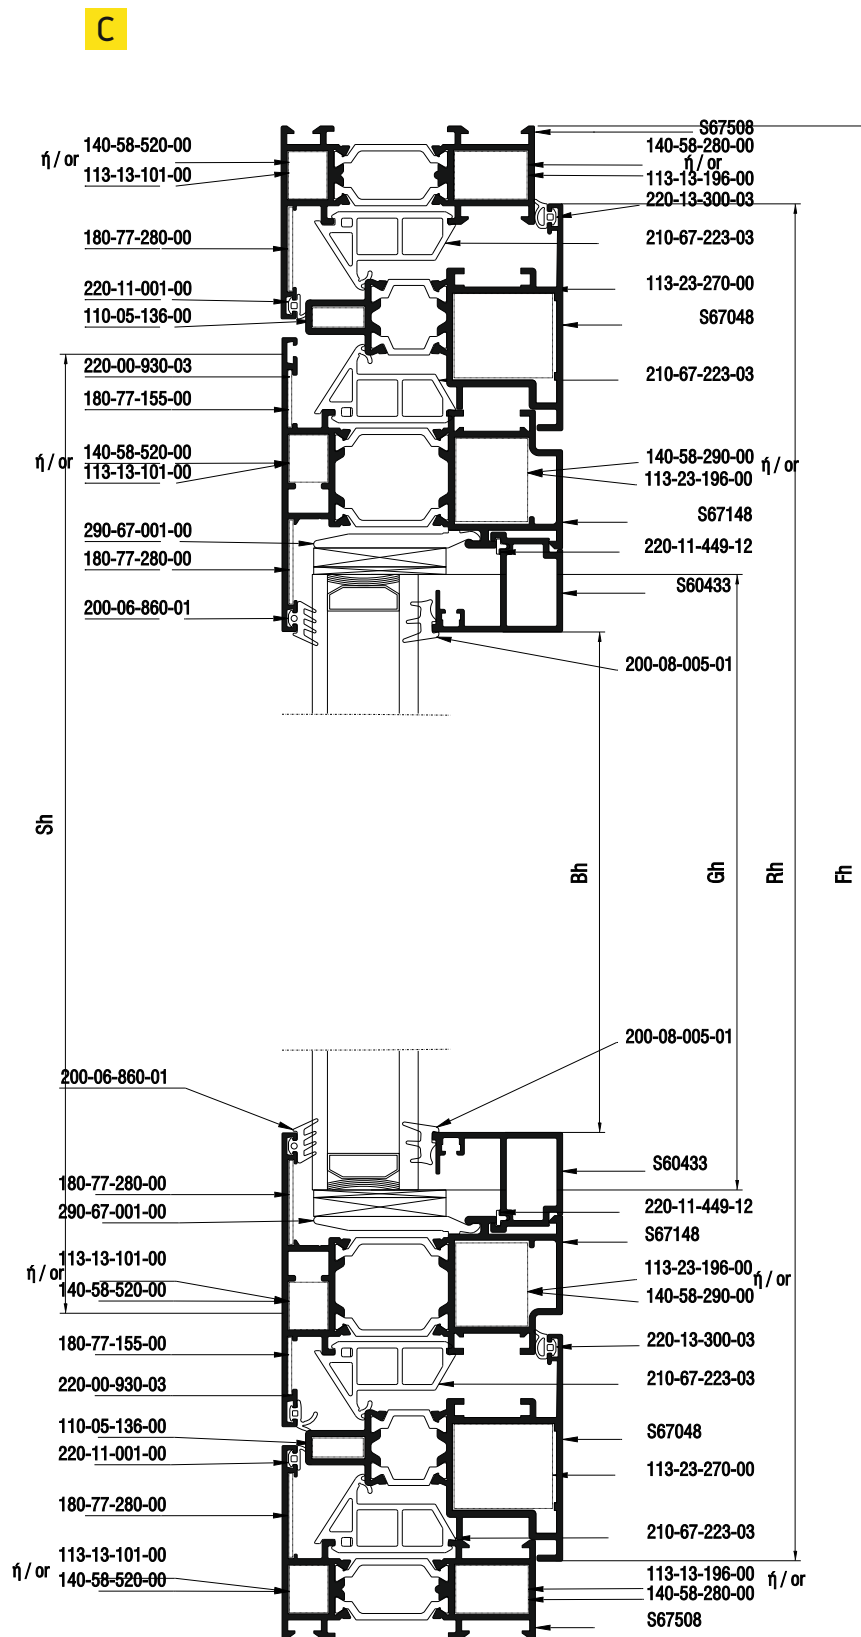 C
140-58-520-00
ή / or
113-13-101-00
180-77-280-00
220-11-001-00
110-05-136-00
220-00-930-03
180-77-155-00
140-58-520-00
ή / or
113-13-101-00
290-67-001-00
180-77-280-00
200-06-860-01
S67508
140-58-280-00
ή / or
113-13-196-00
220-13-300-03
210-67-223-03
113-23-270-00
S67048
210-67-223-03
140-58-290-00
ή / or
113-23-196-00
S67148
220-11-449-12
S60433
200-08-005-01
Sh
Bh
Gh
Rh
Fh
200-06-860-01
180-77-280-00
290-67-001-00
113-13-101-00
ή / or
140-58-520-00
180-77-155-00
220-00-930-03
110-05-136-00
220-11-001-00
180-77-280-00
113-13-101-00
ή / or
140-58-520-00
200-08-005-01
S60433
220-11-449-12
S67148
113-23-196-00
ή / or
140-58-290-00
220-13-300-03
210-67-223-03
S67048
113-23-270-00
210-67-223-03
113-13-196-00
ή / or
140-58-280-00
S67508